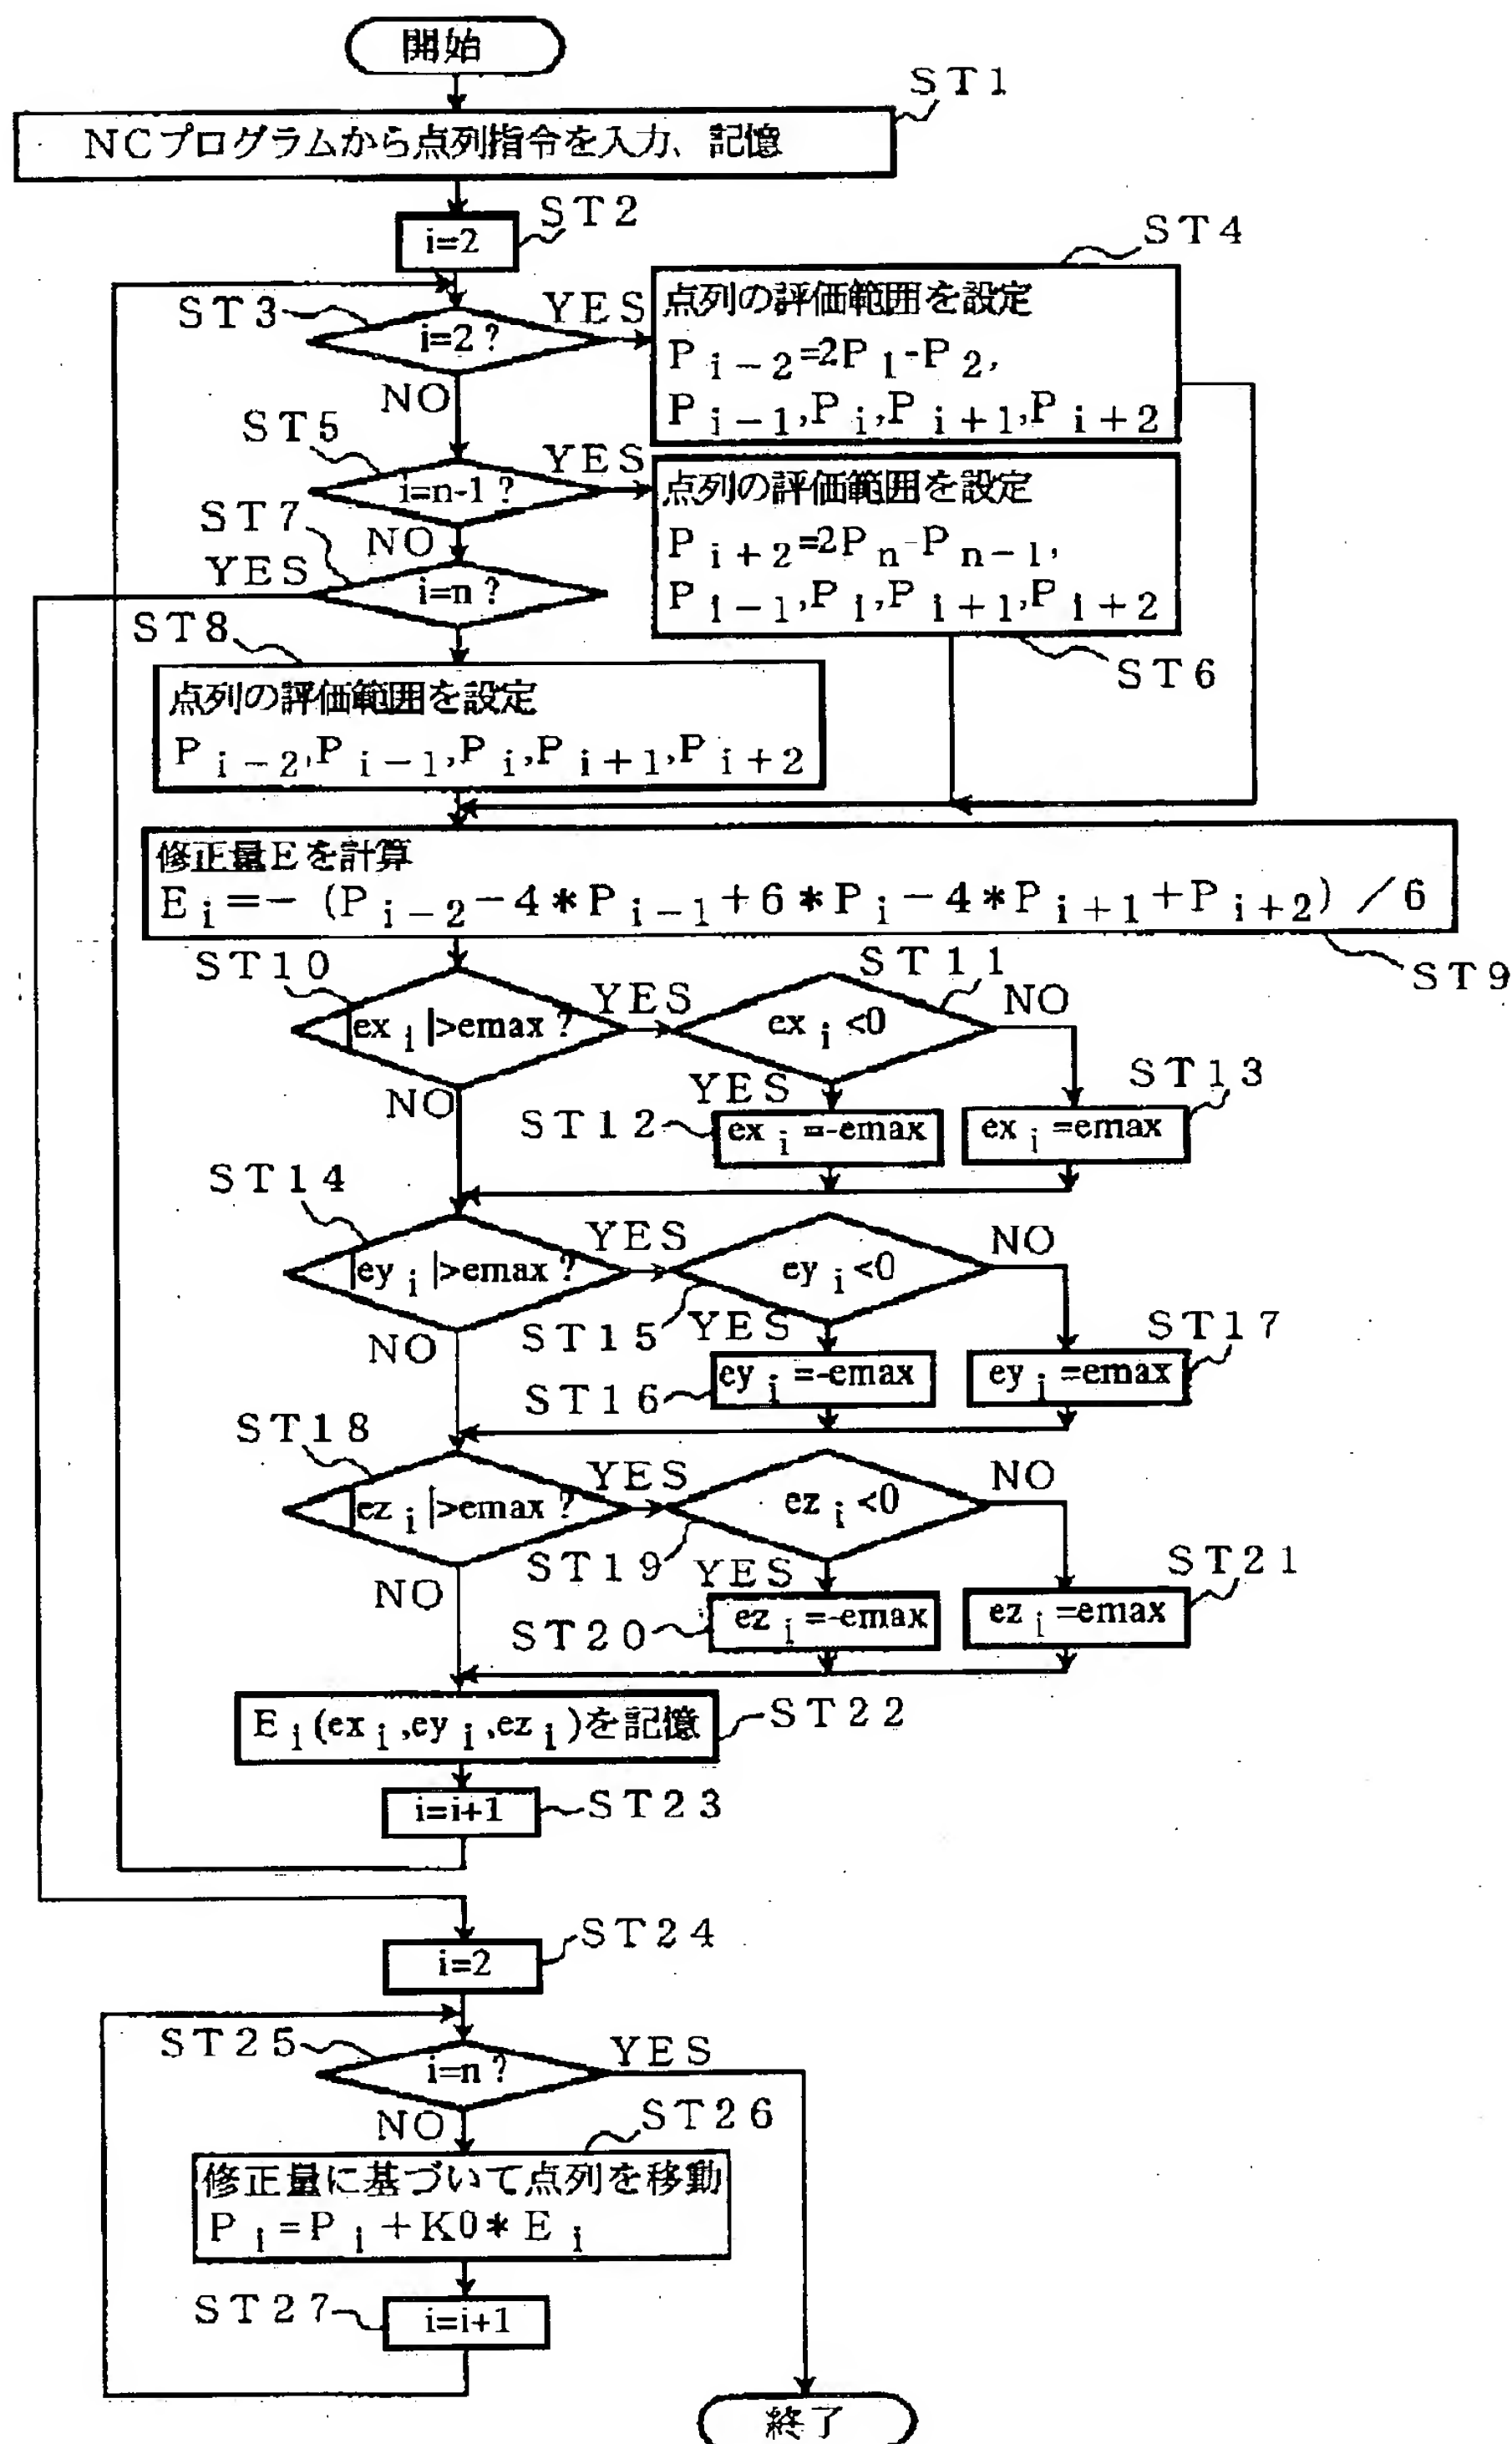 開始
ST1
NCプログラムから点列指令を入力、記憶
ST2
i=2
ST3
i=2 ?
YES
NO
ST4
点列の評価範囲を設定
P i−2=2P 1-P 2,
P i−1,P i,P i+1,P i+2
ST5
i=n-1 ?
YES
NO
点列の評価範囲を設定
P i+2=2P n-P n−1,
P i−1,P i,P i+1,P i+2
ST6
ST7
YES
i=n ?
ST8
点列の評価範囲を設定
P i−2,P i−1,P i,P i+1,P i+2
修正量Eを計算
E i=−(P i−2−4*P i−1+6*P i−4*P i+1+P i+2)/6
ST9
ST10
|ex i |>emax ?
YES
NO
ST11
ex i <0
NO
YES
ST12
ex i =-emax
ST13
ex i =emax
ST14
|ey i |>emax ?
YES
NO
ey i <0
NO
ST15
YES
ST16
ey i =-emax
ST17
ey i =emax
ST18
|ez i |>emax ?
YES
NO
ez i <0
NO
ST19
YES
ST20
ez i =-emax
ST21
ez i =emax
E i (ex i ,ey i ,ez i )を記憶
ST22
i=i+1
ST23
ST24
i=2
ST25
i=n ?
YES
NO
ST26
修正量に基づいて点列を移動
P i =P i +K0* E i
ST27
i=i+1
終了